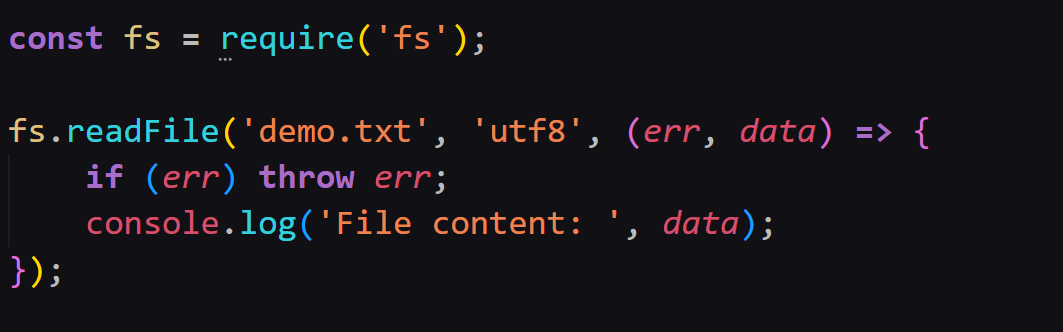 const fs = require('fs');

fs.readFile('demo.txt', 'utf8', (err, data) => {
    if (err) throw err;
    console.log('File content: ', data);
});